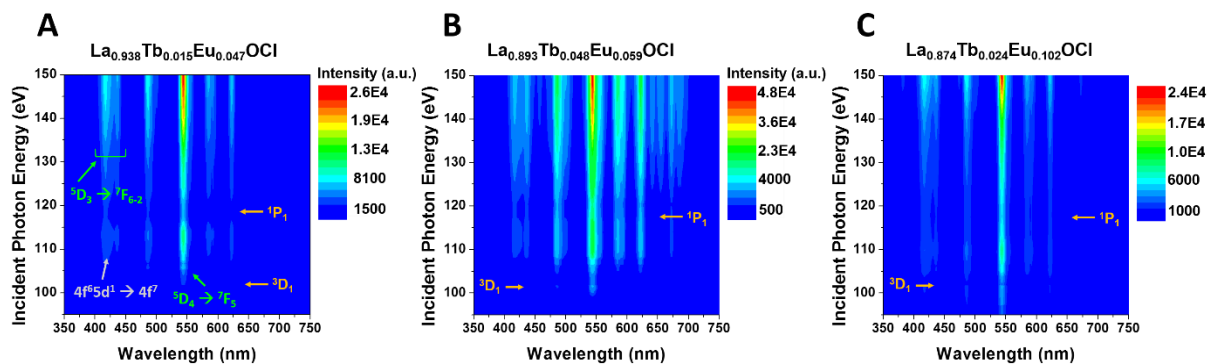 A
La₀.₉₃₈Tb₀.₀₁₅Eu₀.₀₄₇OCl
Incident Photon Energy (eV)
150
140
130
120
110
100
⁵D₃ → ⁷F₆₋₂
¹P₁
³D₁
4f⁶5d¹ → 4f⁷
⁵D₄ → ⁷F₅
350 400 450 500 550 600 650 700 750
Wavelength (nm)
Intensity (a.u.)
2.6E4
1.9E4
1.3E4
8100
1500
B
La₀.₈₉₃Tb₀.₀₄₈Eu₀.₀₅₉OCl
Incident Photon Energy (eV)
150
140
130
120
110
100
¹P₁
³D₁
350 400 450 500 550 600 650 700 750
Wavelength (nm)
Intensity (a.u.)
4.8E4
3.6E4
2.3E4
4000
500
C
La₀.₈₇₄Tb₀.₀₂₄Eu₀.₁₀₂OCl
Incident Photon Energy (eV)
150
140
130
120
110
100
¹P₁
³D₁
350 400 450 500 550 600 650 700 750
Wavelength (nm)
Intensity (a.u.)
2.4E4
1.7E4
1.0E4
6000
1000